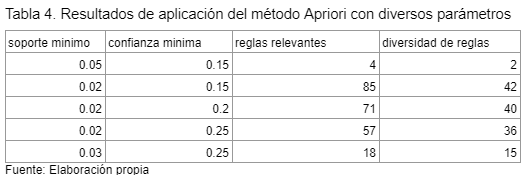 Tabla 4. Resultados de aplicación del método Apriori con diversos parámetros
soporte minimo confianza minima reglas relevantes diversidad de reglas
0.05 0.15 4 2
0.02 0.15 85 42
0.02 0.2 71 40
0.02 0.25 57 36
0.03 0.25 18 15
Fuente: Elaboración propia